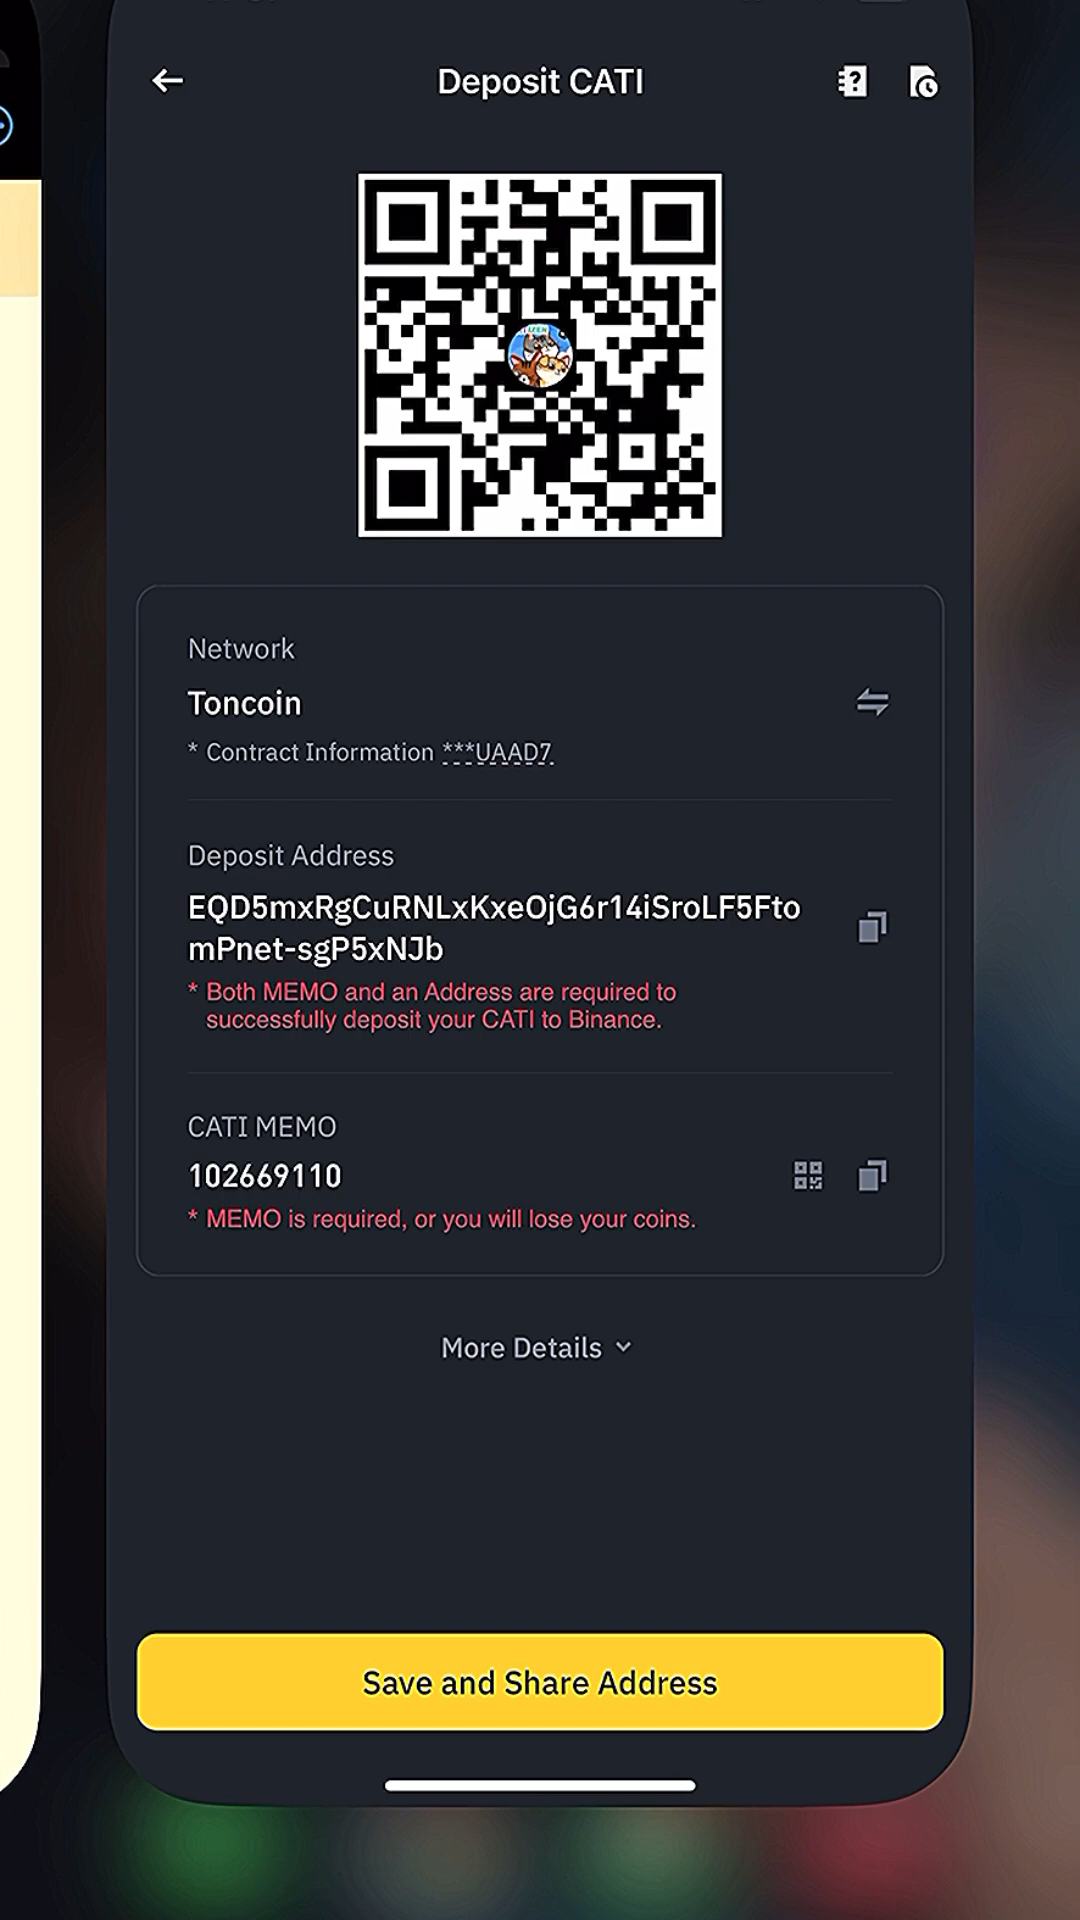 Deposit CATI
Network
Toncoin
* Contract Information ***UAAD7
Deposit Address
EQD5mxRgCuRNLxKxeOjG6r14iSroLF5Fto
mPnet-sgP5xNJb
* Both MEMO and an Address are required to
successfully deposit your CATI to Binance.
CATI MEMO
102669110
* MEMO is required, or you will lose your coins.
More Details
Save and Share Address